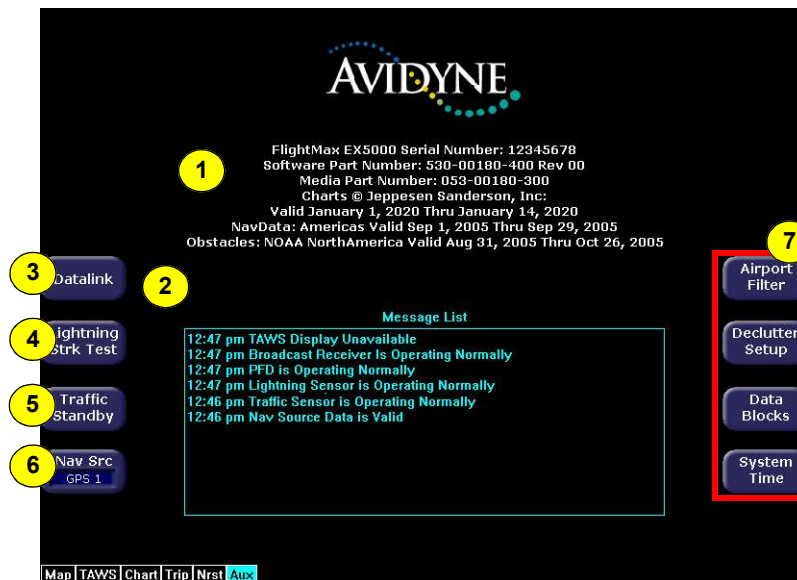 AVIDYNE
FlightMax EX5000 Serial Number: 12345678
1
Software Part Number: 530-00180-400 Rev 00
Media Part Number: 053-00180-300
Charts © Jeppesen Sanderson, Inc:
Valid January 1, 2020 Thru January 14, 2020
NavData: Americas Valid Sep 1, 2005 Thru Sep 29, 2005
Obstacles: NOAA NorthAmerica Valid Aug 31, 2005 Thru Oct 26, 2005
7
3
Datalink
2
Airport
Filter
Message List
4
ightning
Strk Test
12:47 pm TAWS Display Unavailable
12:47 pm Broadcast Receiver Is Operating Normally
12:47 pm PFD is Operating Normally
12:47 pm Lightning Sensor is Operating Normally
12:46 pm Traffic Sensor is Operating Normally
12:46 pm Nav Source Data is Valid
Declutter
Setup
5
Traffic
Standby
Data
Blocks
6
Nav Src
GPS 1
System
Time
Map TAWS Chart Trip Nrst Aux